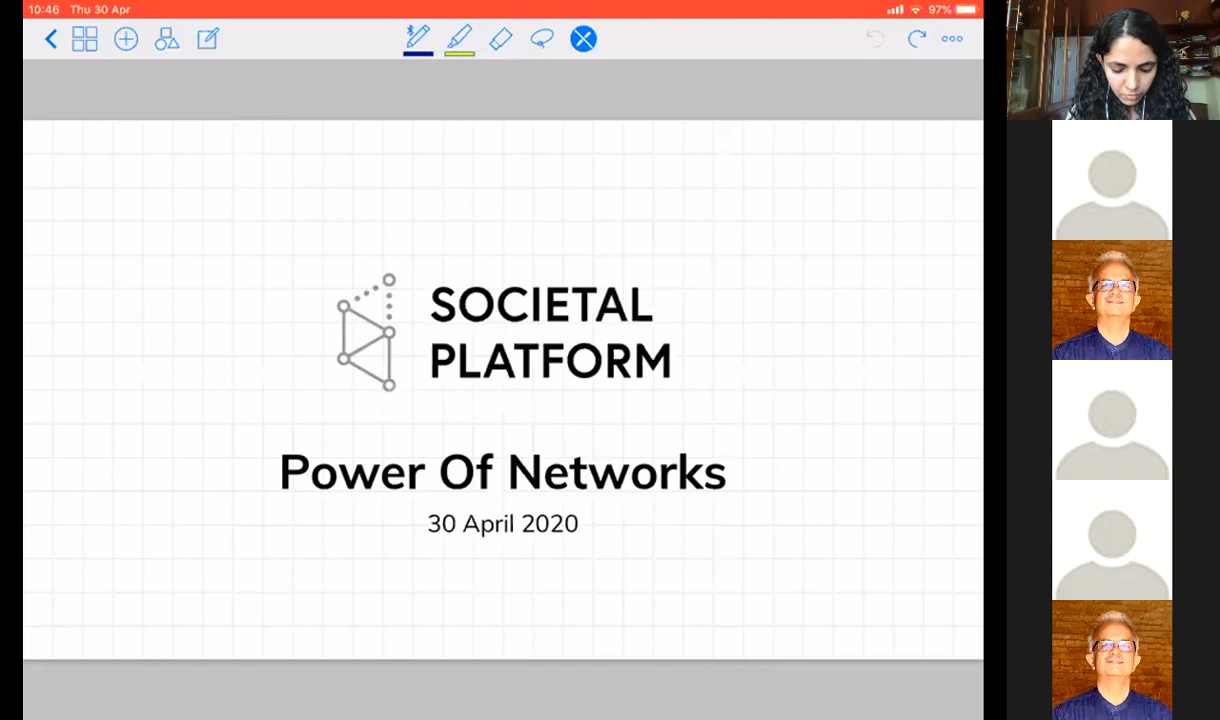 10:46 Thu 30 Apr
97%
SOCIETAL
PLATFORM
Power Of Networks
30 April 2020